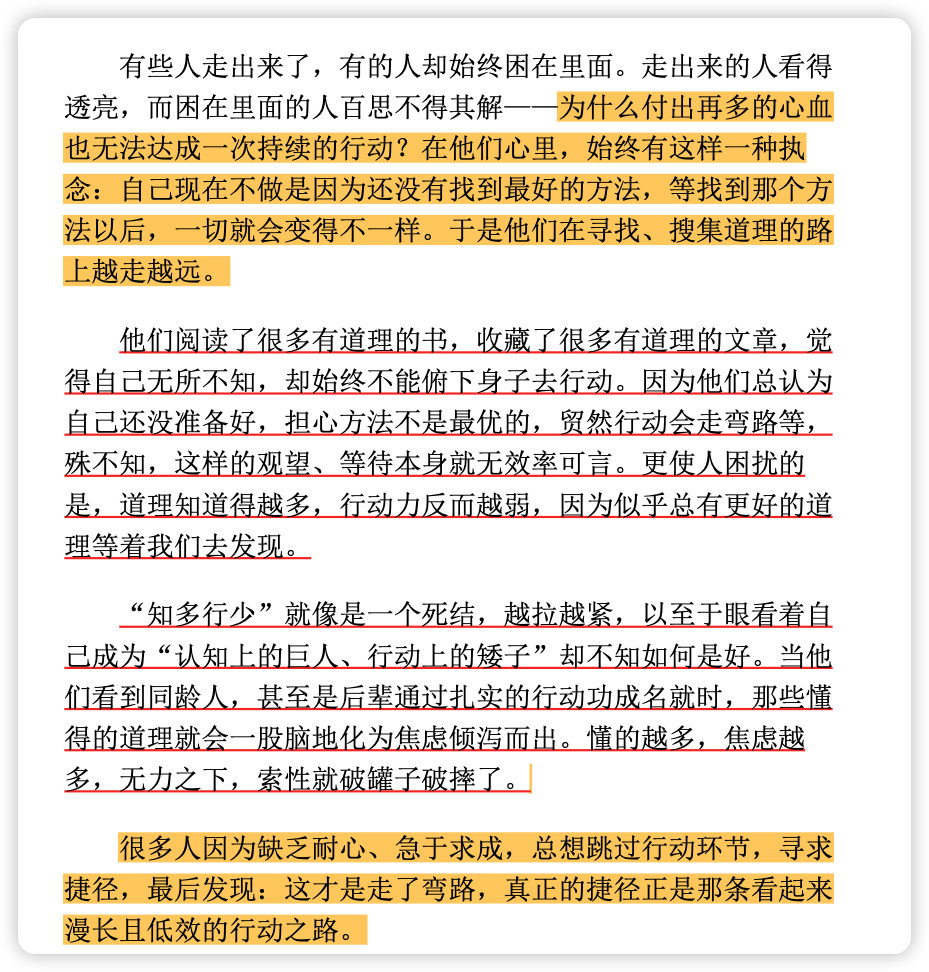 有些人走出来了，有的人却始终困在里面。走出来的人看得
透亮，而困在里面的人百思不得其解——为什么付出再多的心血
也无法达成一次持续的行动？在他们心里，始终有这样一种执
念：自己现在不做是因为还没有找到最好的方法，等找到那个方
法以后，一切就会变得不一样。于是他们在寻找、搜集道理的路
上越走越远。
他们阅读了很多有道理的书，收藏了很多有道理的文章，觉
得自己无所不知，却始终不能俯下身子去行动。因为他们总认为
自己还没准备好，担心方法不是最优的，贸然行动会走弯路等，
殊不知，这样的观望、等待本身就无效率可言。更使人困扰的
是，道理知道得越多，行动力反而越弱，因为似乎总有更好的道
理等着我们去发现。
“知多行少”就像是一个死结，越拉越紧，以至于眼看着自
己成为“认知上的巨人、行动上的矮子”却不知如何是好。当他
们看到同龄人，甚至是后辈通过扎实的行动功成名就时，那些懂
得的道理就会一股脑地化为焦虑倾泻而出。懂的越多，焦虑越
多，无力之下，索性就破罐子破摔了。
很多人因为缺乏耐心、急于求成，总想跳过行动环节，寻求
捷径，最后发现：这才是走了弯路，真正的捷径正是那条看起来
漫长且低效的行动之路。